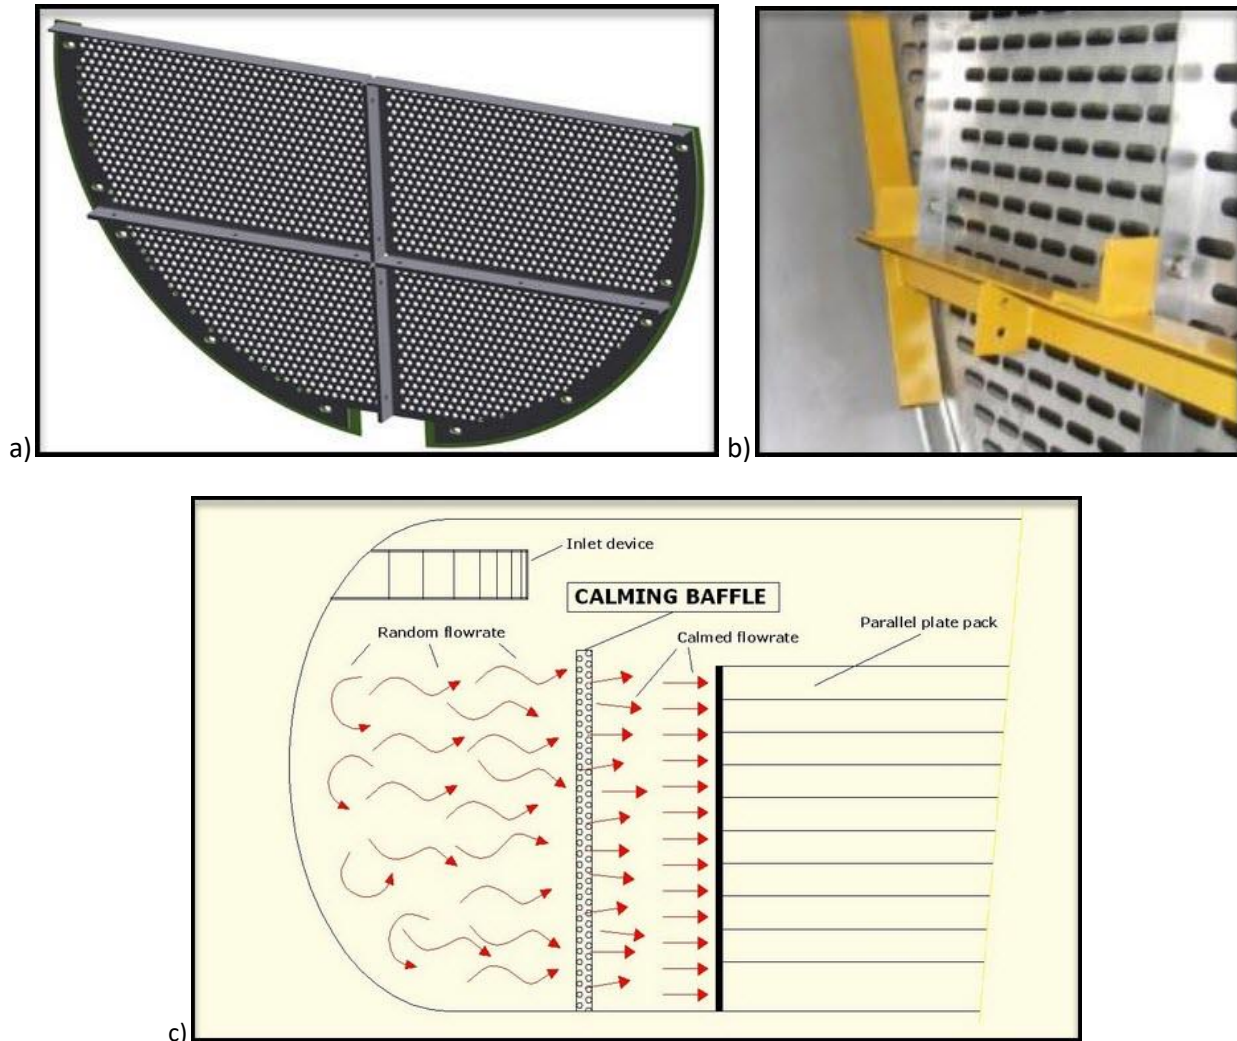 a)
b)
Inlet device
CALMING BAFFLE
Random flowrate
Calmed flowrate
Parallel plate pack
c)